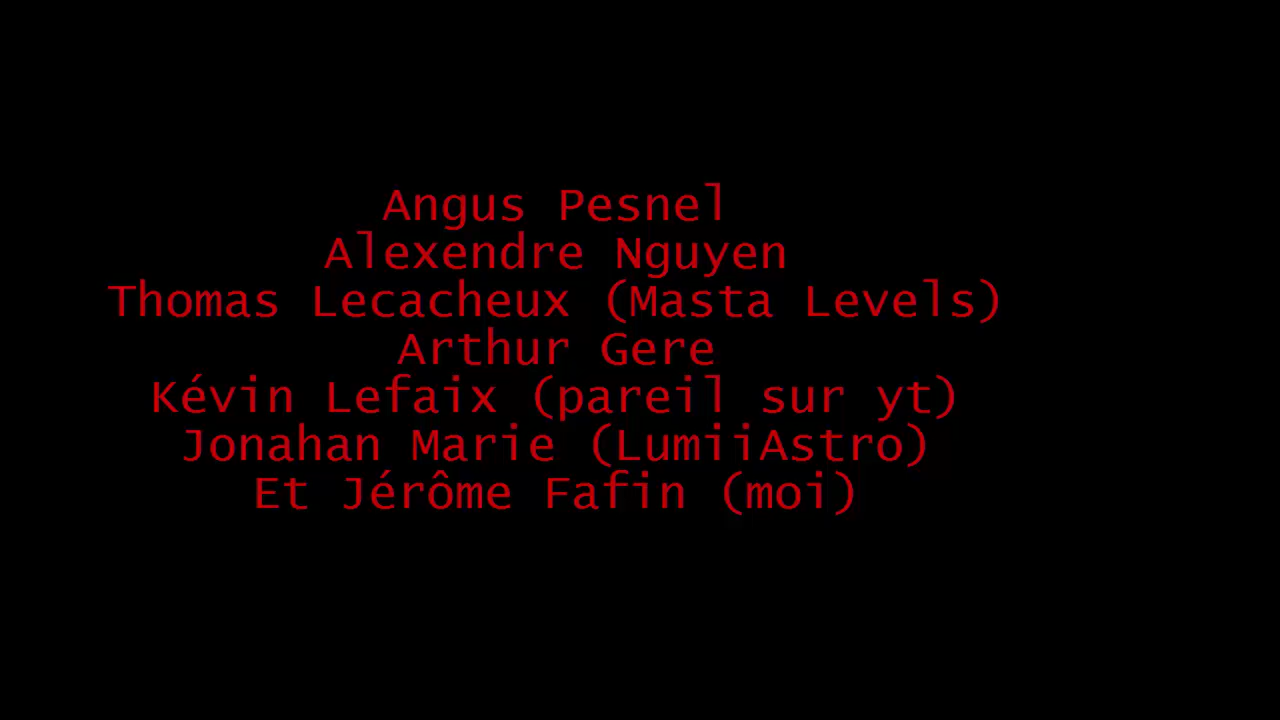 Angus Pesnel
Alexendre Nguyen
Thomas Lecacheux (Masta Levels)
Arthur Gere
Kévin Lefaix (pareil sur yt)
Jonahan Marie (LumiiAstro)
Et Jérôme Fafin (moi)